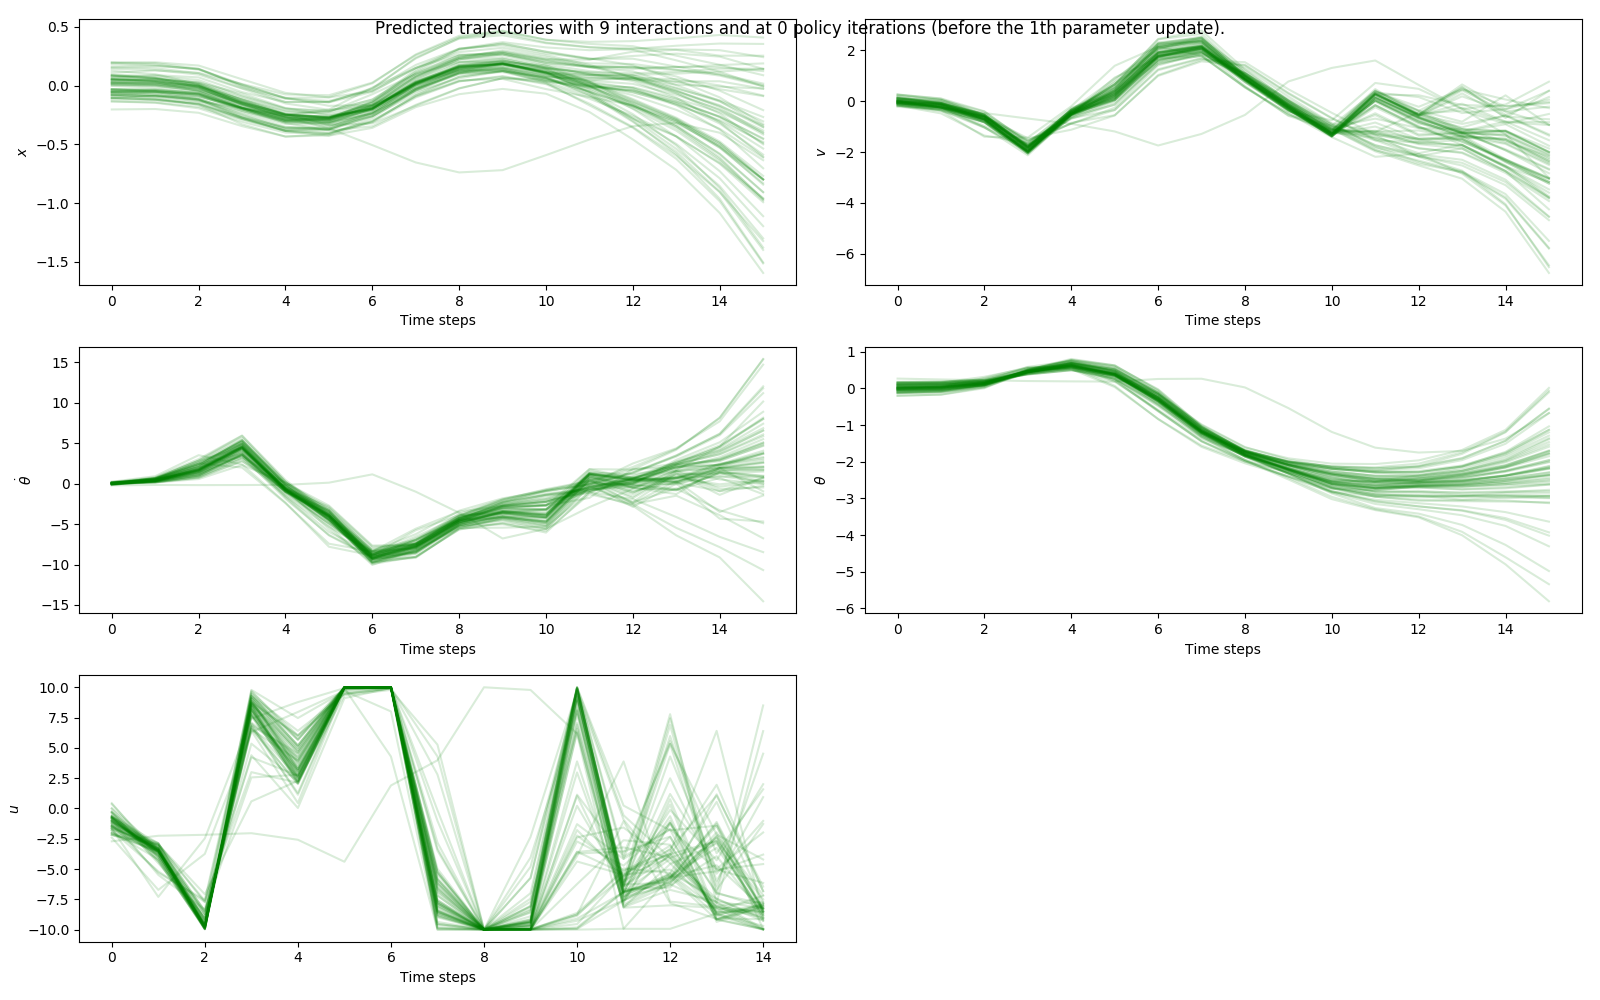 Predicted trajectories with 9 interactions and at 0 policy iterations (before the 1th parameter update).
0.5
0.0
−0.5
−1.0
−1.5
x
0 2 4 6 8 10 12 14
Time steps
2
0
−2
−4
−6
v
0 2 4 6 8 10 12 14
Time steps
15
10
5
0
−5
−10
−15
θ̇
0 2 4 6 8 10 12 14
Time steps
1
0
−1
−2
−3
−4
−5
−6
θ
0 2 4 6 8 10 12 14
Time steps
10.0
7.5
5.0
2.5
0.0
−2.5
−5.0
−7.5
−10.0
u
0 2 4 6 8 10 12 14
Time steps